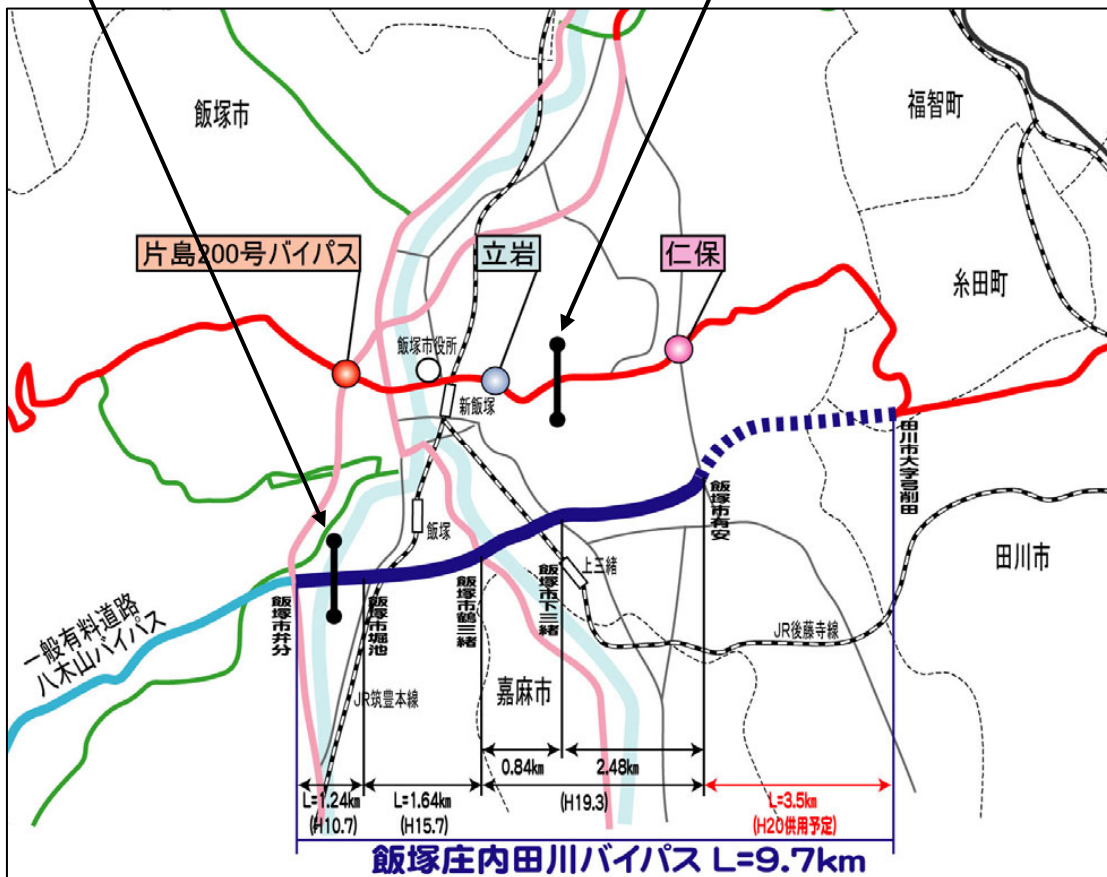 飯塚市
福智町
片島200号バイパス
立岩
仁保
糸田町
飯塚市役所
新飯塚
田川市大字弓削田
飯塚市有安
飯塚
上三緒
田川市
飯塚市弁分
飯塚市堀池
飯塚市鶴三緒
飯塚市下三緒
一般有料道路
八木山バイパス
JR後藤寺線
JR筑豊本線
嘉麻市
0.84km
2.48km
L=1.24km
(H10.7)
L=1.64km
(H15.7)
(H19.3)
L=3.5km
(H20供用予定)
飯塚庄内田川バイパス L=9.7km